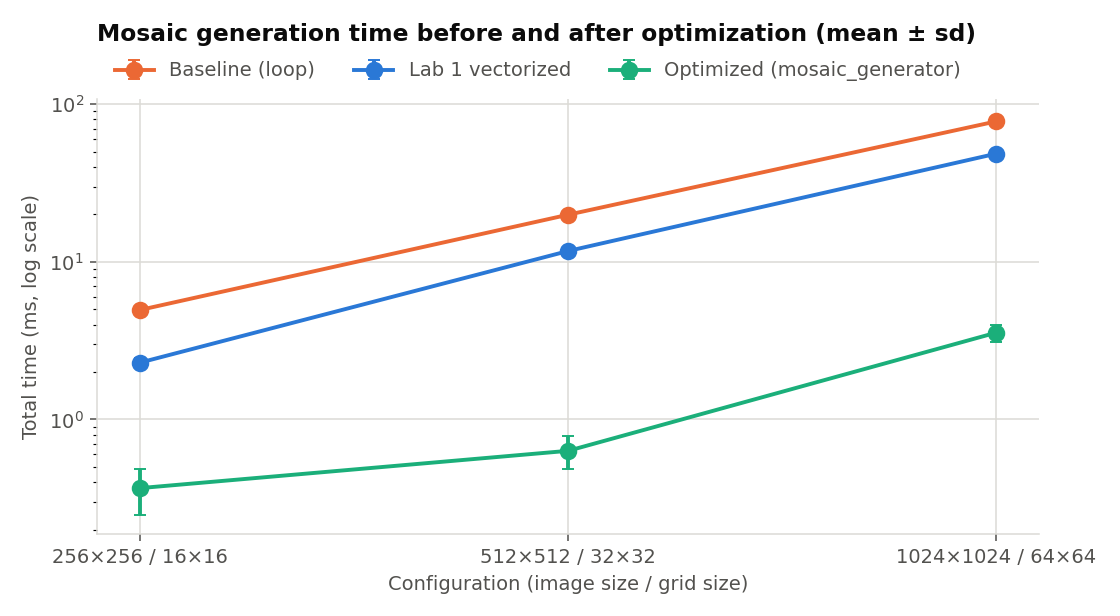 Mosaic generation time before and after optimization (mean ± sd)
Baseline (loop) Lab 1 vectorized Optimized (mosaic_generator)
Total time (ms, log scale)
10²
10¹
10⁰
256×256 / 16×16 512×512 / 32×32 1024×1024 / 64×64
Configuration (image size / grid size)